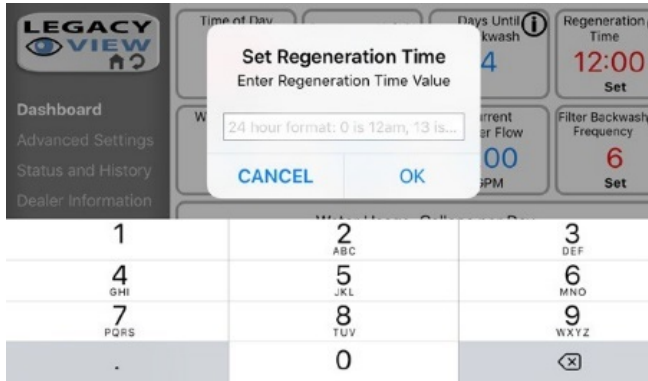 LEGACY
VIEW
Dashboard
Advanced Settings
Status and History
Dealer Information
Time of Day
Days Until
kwash
4
Regeneration
Time
12:00
Set
Set Regeneration Time
Enter Regeneration Time Value
24 hour format: 0 is 12am, 13 is...
CANCEL
OK
W
urrent
er Flow
00
GPM
Filter Backwash
Frequency
6
Set
1
2
ABC
3
DEF
4
GHI
5
JKL
6
MNO
7
PQRS
8
TUV
9
WXYZ
.
0